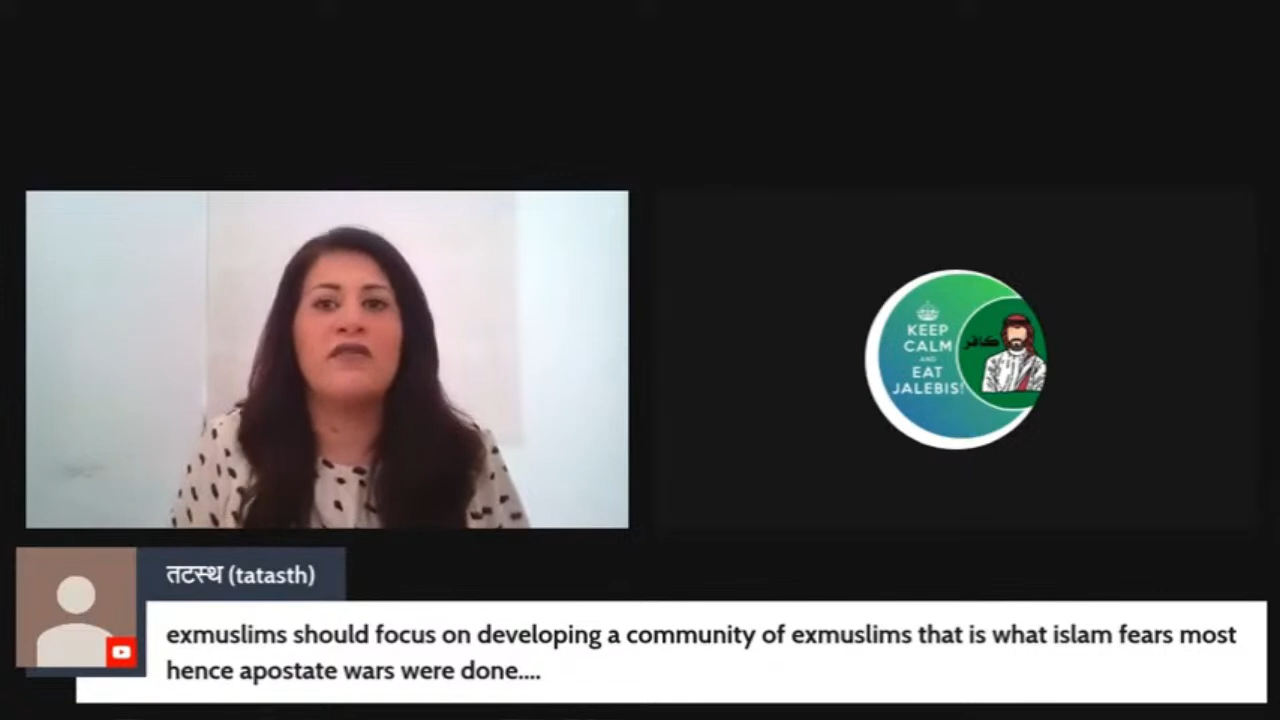 KEEP
CALM
AND
EAT
JALEBIS!
كافر
तटस्थ (tatasth)
exmuslims should focus on developing a community of exmuslims that is what islam fears most
hence apostate wars were done....